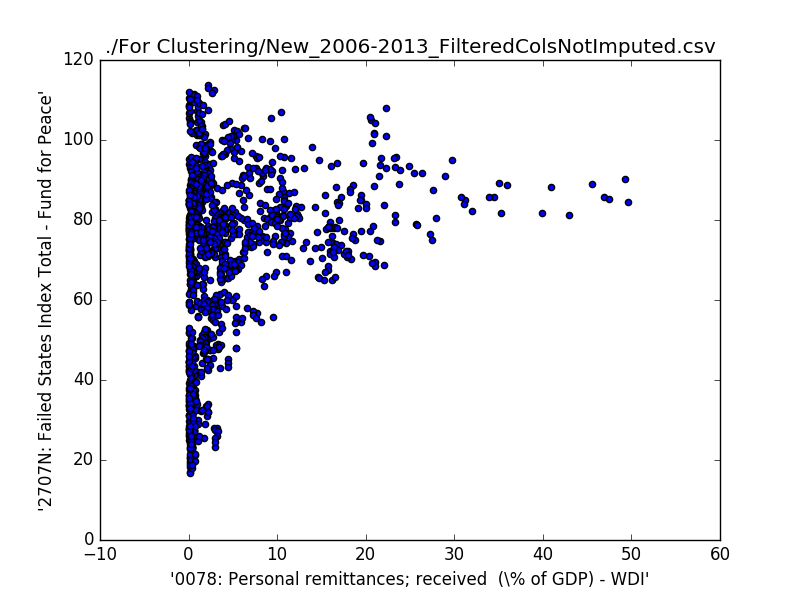 ./For Clustering/New_2006-2013_FilteredColsNotImputed.csv
120
100
80
60
40
20
0
'2707N: Failed States Index Total - Fund for Peace'
−10 0 10 20 30 40 50 60
'0078: Personal remittances; received  (\% of GDP) - WDI'